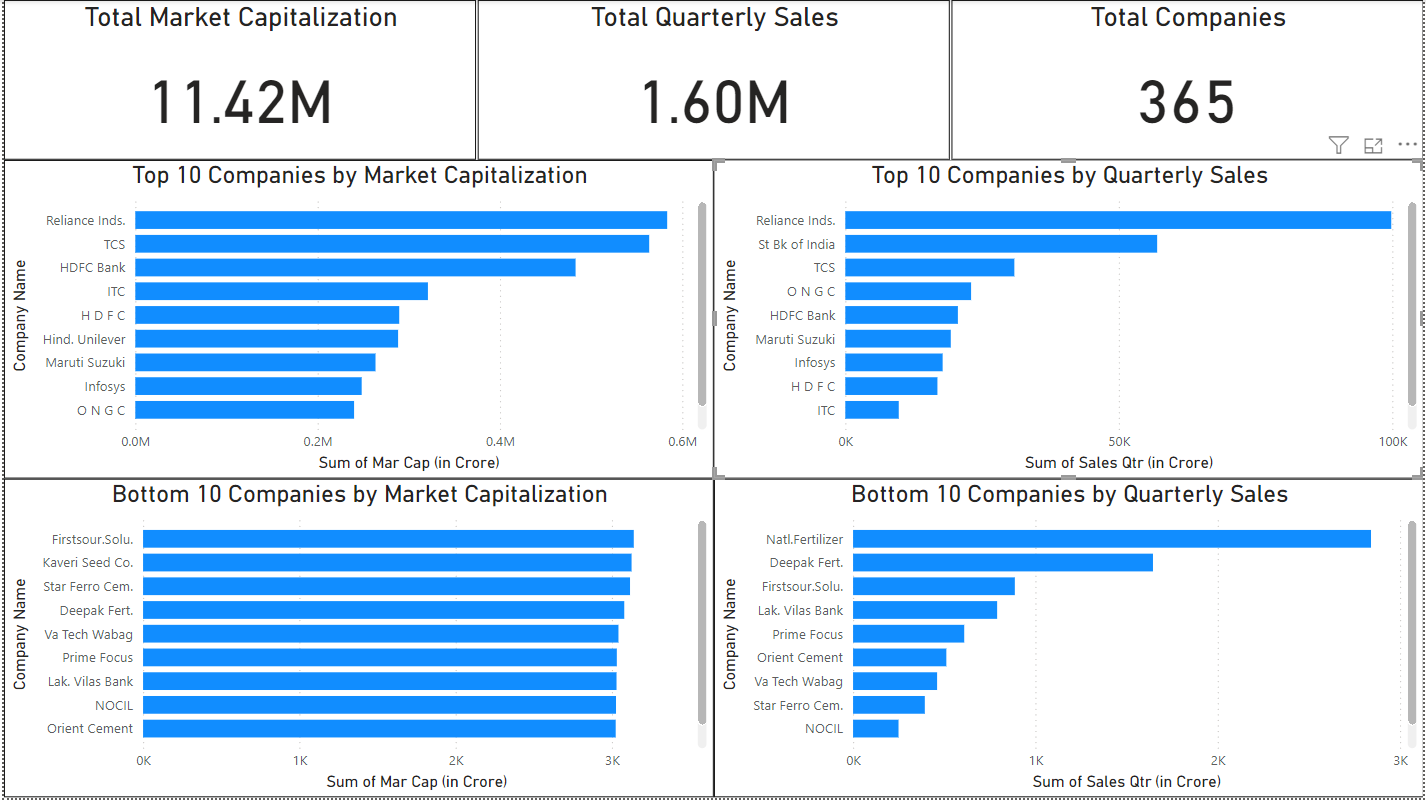 Total Market Capitalization
11.42M
Total Quarterly Sales
1.60M
Total Companies
365
Top 10 Companies by Market Capitalization
Company Name
Reliance Inds.
TCS
HDFC Bank
ITC
H D F C
Hind. Unilever
Maruti Suzuki
Infosys
O N G C
0.0M 0.2M 0.4M 0.6M
Sum of Mar Cap (in Crore)
Top 10 Companies by Quarterly Sales
Company Name
Reliance Inds.
St Bk of India
TCS
O N G C
HDFC Bank
Maruti Suzuki
Infosys
H D F C
ITC
0K 50K 100K
Sum of Sales Qtr (in Crore)
Bottom 10 Companies by Market Capitalization
Company Name
Firstsour.Solu.
Kaveri Seed Co.
Star Ferro Cem.
Deepak Fert.
Va Tech Wabag
Prime Focus
Lak. Vilas Bank
NOCIL
Orient Cement
0K 1K 2K 3K
Sum of Mar Cap (in Crore)
Bottom 10 Companies by Quarterly Sales
Company Name
Natl.Fertilizer
Deepak Fert.
Firstsour.Solu.
Lak. Vilas Bank
Prime Focus
Orient Cement
Va Tech Wabag
Star Ferro Cem.
NOCIL
0K 1K 2K 3K
Sum of Sales Qtr (in Crore)